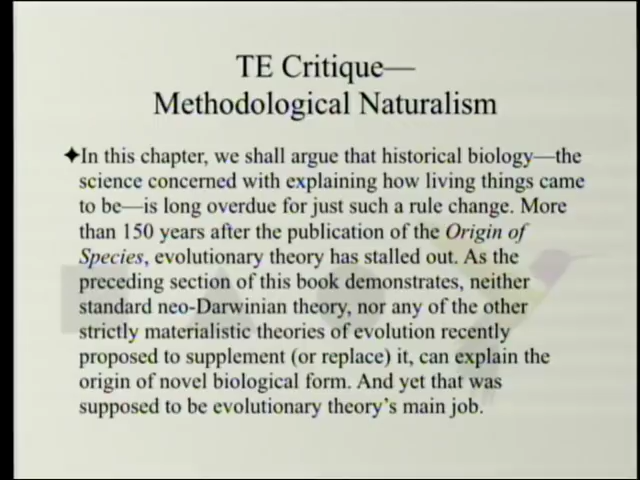 TE Critique—
Methodological Naturalism
✦In this chapter, we shall argue that historical biology—the
science concerned with explaining how living things came
to be—is long overdue for just such a rule change. More
than 150 years after the publication of the Origin of
Species, evolutionary theory has stalled out. As the
preceding section of this book demonstrates, neither
standard neo-Darwinian theory, nor any of the other
strictly materialistic theories of evolution recently
proposed to supplement (or replace) it, can explain the
origin of novel biological form. And yet that was
supposed to be evolutionary theory's main job.